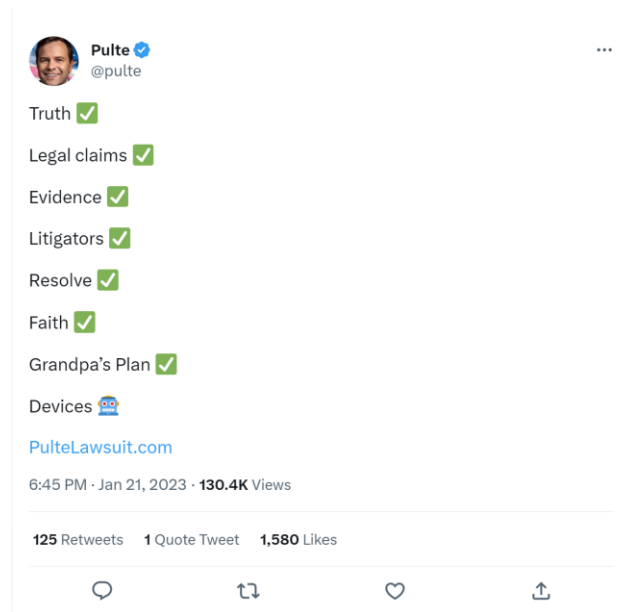 Pulte
@pulte
Truth ✅
Legal claims ✅
Evidence ✅
Litigators ✅
Resolve ✅
Faith ✅
Grandpa’s Plan ✅
Devices 🤖
PulteLawsuit.com
6:45 PM · Jan 21, 2023 · 130.4K Views
125 Retweets 1 Quote Tweet 1,580 Likes